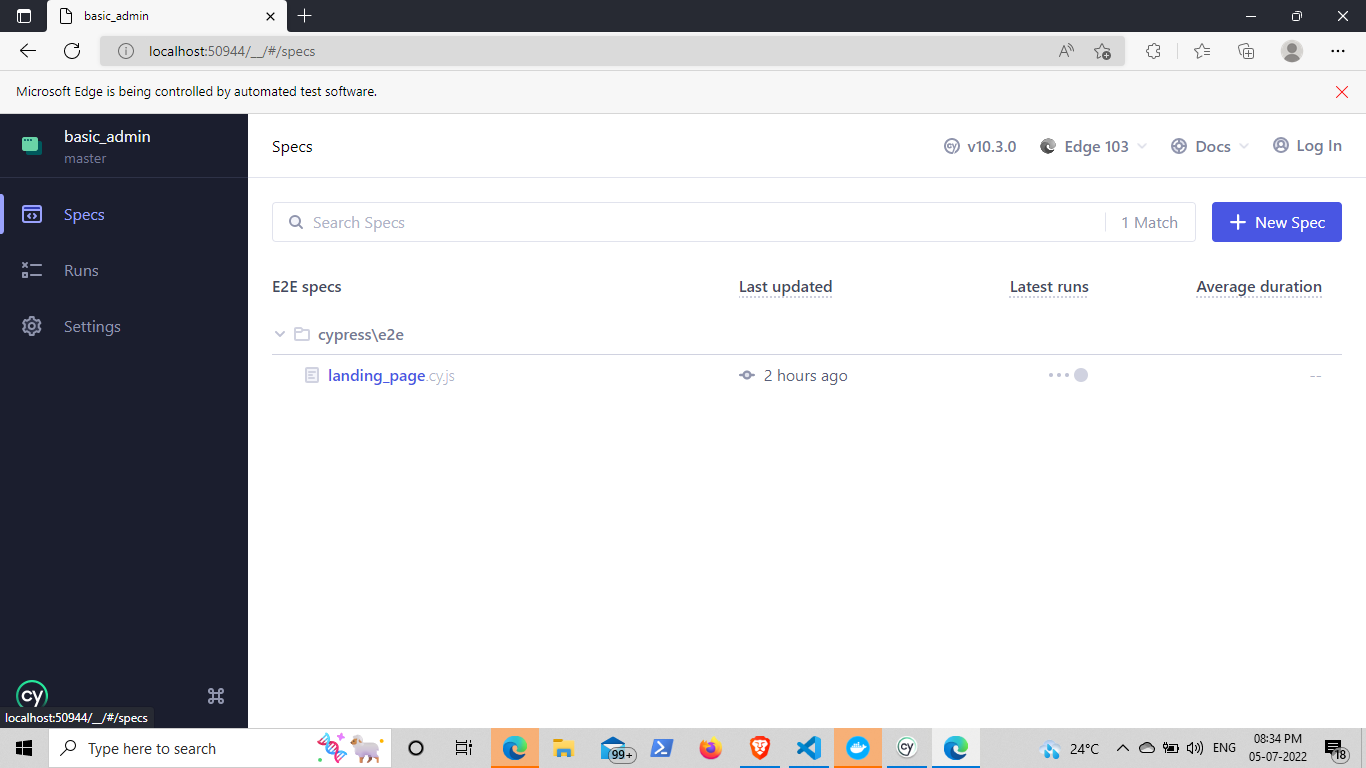 basic_admin
localhost:50944/__/#/specs
Microsoft Edge is being controlled by automated test software.
basic_admin
master
Specs
Runs
Settings
cy
localhost:50944/__/#/specs
Specs
cy v10.3.0
Edge 103
Docs
Log In
Search Specs
1 Match
New Spec
E2E specs
Last updated
Latest runs
Average duration
cypress\e2e
landing_page.cy.js
2 hours ago
--
Type here to search
99+
cy
24°C
ENG
08:34 PM
05-07-2022
18